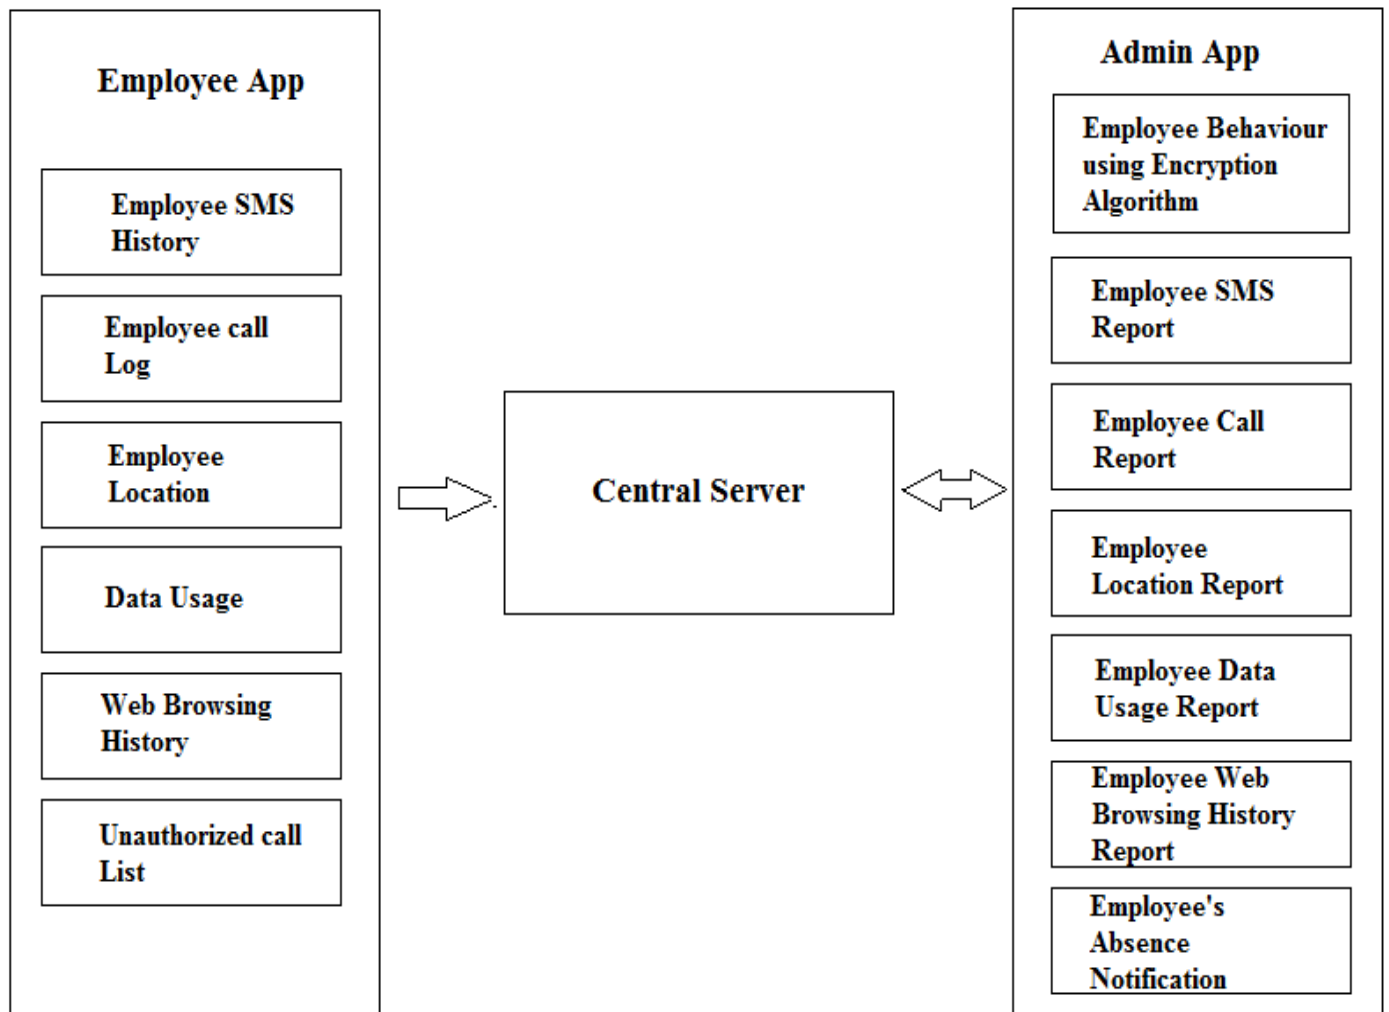 Employee App
Employee SMS
History
Employee call
Log
Employee
Location
Data Usage
Web Browsing
History
Unauthorized call
List
Central Server
Admin App
Employee Behaviour
using Encryption
Algorithm
Employee SMS
Report
Employee Call
Report
Employee
Location Report
Employee Data
Usage Report
Employee Web
Browsing History
Report
Employee's
Absence
Notification